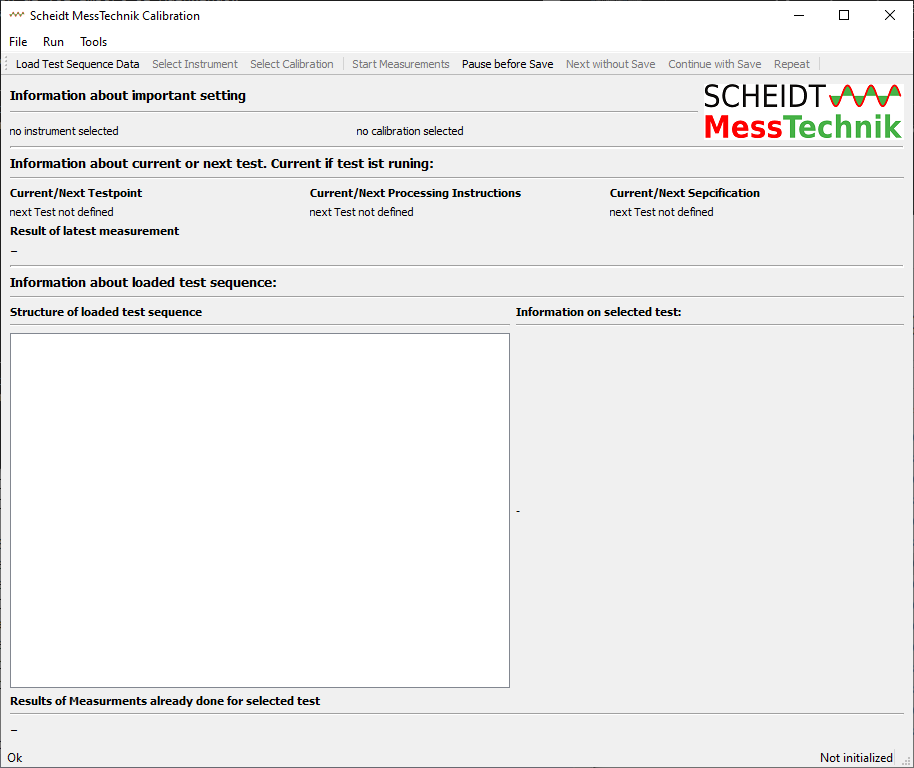 Scheidt MessTechnik Calibration
File Run Tools
Load Test Sequence Data Select Instrument Select Calibration Start Measurements Pause before Save Next without Save Continue with Save Repeat
Information about important setting
SCHEIDT
MessTechnik
no instrument selected no calibration selected
Information about current or next test. Current if test ist runing:
Current/Next Testpoint Current/Next Processing Instructions Current/Next Sepcification
next Test not defined next Test not defined next Test not defined
Result of latest measurement
–
Information about loaded test sequence:
Structure of loaded test sequence Information on selected test:
-
Results of Measurments already done for selected test
–
Ok Not initialized